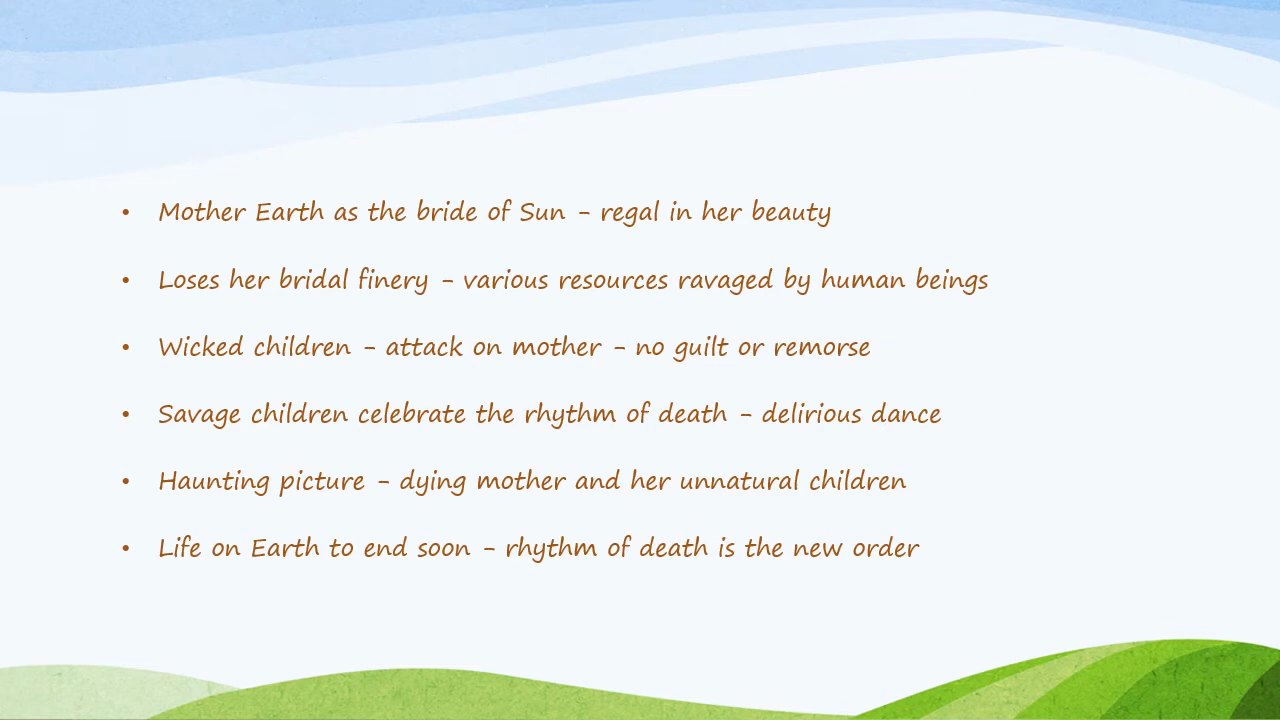 • Mother Earth as the bride of Sun – regal in her beauty
• Loses her bridal finery – various resources ravaged by human beings
• Wicked children – attack on mother – no guilt or remorse
• Savage children celebrate the rhythm of death – delirious dance
• Haunting picture – dying mother and her unnatural children
• Life on Earth to end soon – rhythm of death is the new order